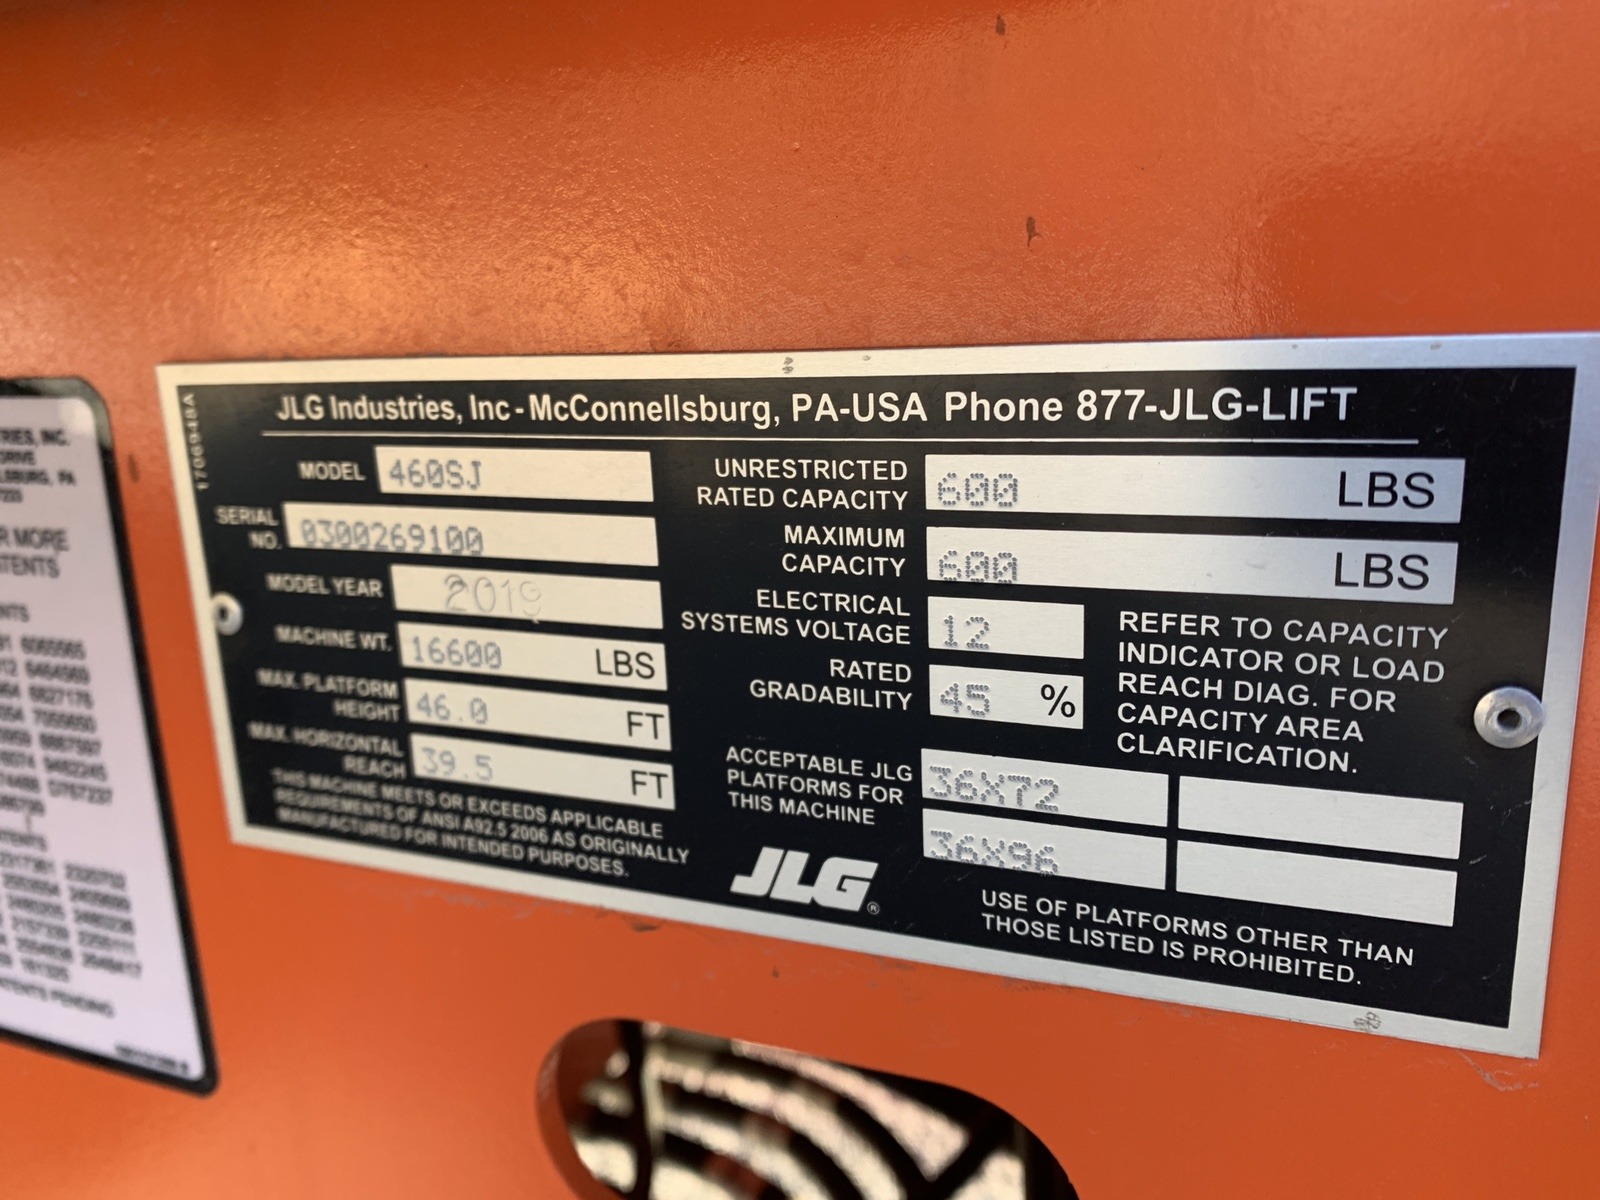 JLG Industries, Inc - McConnellsburg, PA-USA Phone 877-JLG-LIFT
1706948A
MODEL 460SJ
SERIAL NO. 0300269100
MODEL YEAR 2019
MACHINE WT. 16600 LBS
MAX. PLATFORM HEIGHT 46.0 FT
MAX. HORIZONTAL REACH 39.5 FT
THIS MACHINE MEETS OR EXCEEDS APPLICABLE
REQUIREMENTS OF ANSI A92.5 2006 AS ORIGINALLY
MANUFACTURED FOR INTENDED PURPOSES.
UNRESTRICTED
RATED CAPACITY 600 LBS
MAXIMUM
CAPACITY 600 LBS
ELECTRICAL
SYSTEMS VOLTAGE 12
RATED
GRADABILITY 45 %
REFER TO CAPACITY
INDICATOR OR LOAD
REACH DIAG. FOR
CAPACITY AREA
CLARIFICATION.
ACCEPTABLE JLG
PLATFORMS FOR
THIS MACHINE
36X72
36X96
JLG®
USE OF PLATFORMS OTHER THAN
THOSE LISTED IS PROHIBITED.
INC.
DRIVE
PA
MORE
PENDING